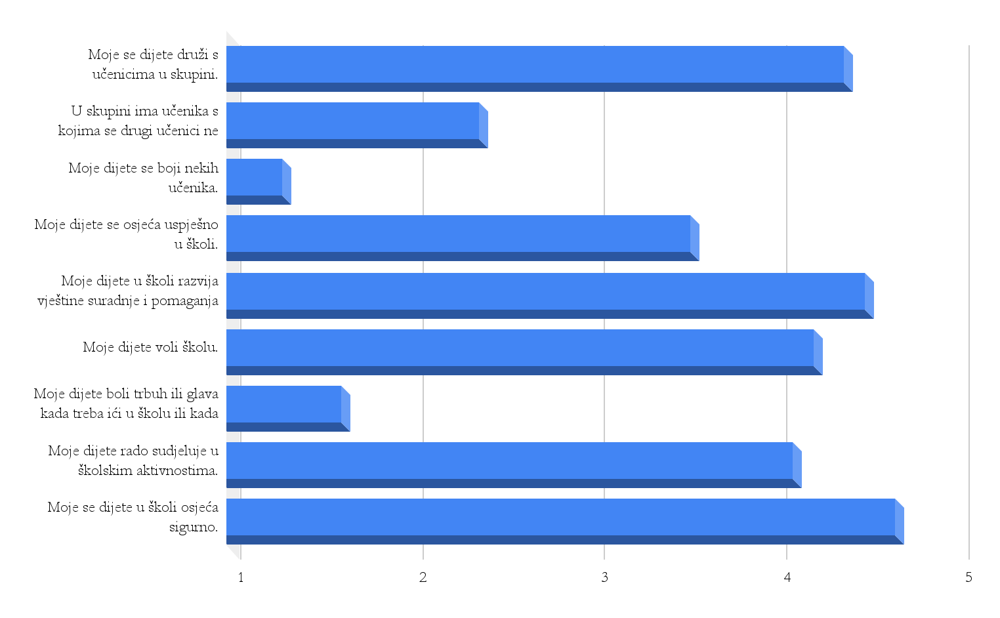 Moje se dijete druži s
učenicima u skupini.
U skupini ima učenika s
kojima se drugi učenici ne
Moje dijete se boji nekih
učenika.
Moje dijete se osjeća uspješno
u školi.
Moje dijete u školi razvija
vještine suradnje i pomaganja
Moje dijete voli školu.
Moje dijete boli trbuh ili glava
kada treba ići u školu ili kada
Moje dijete rado sudjeluje u
školskim aktivnostima.
Moje se dijete u školi osjeća
sigurno.
1 2 3 4 5